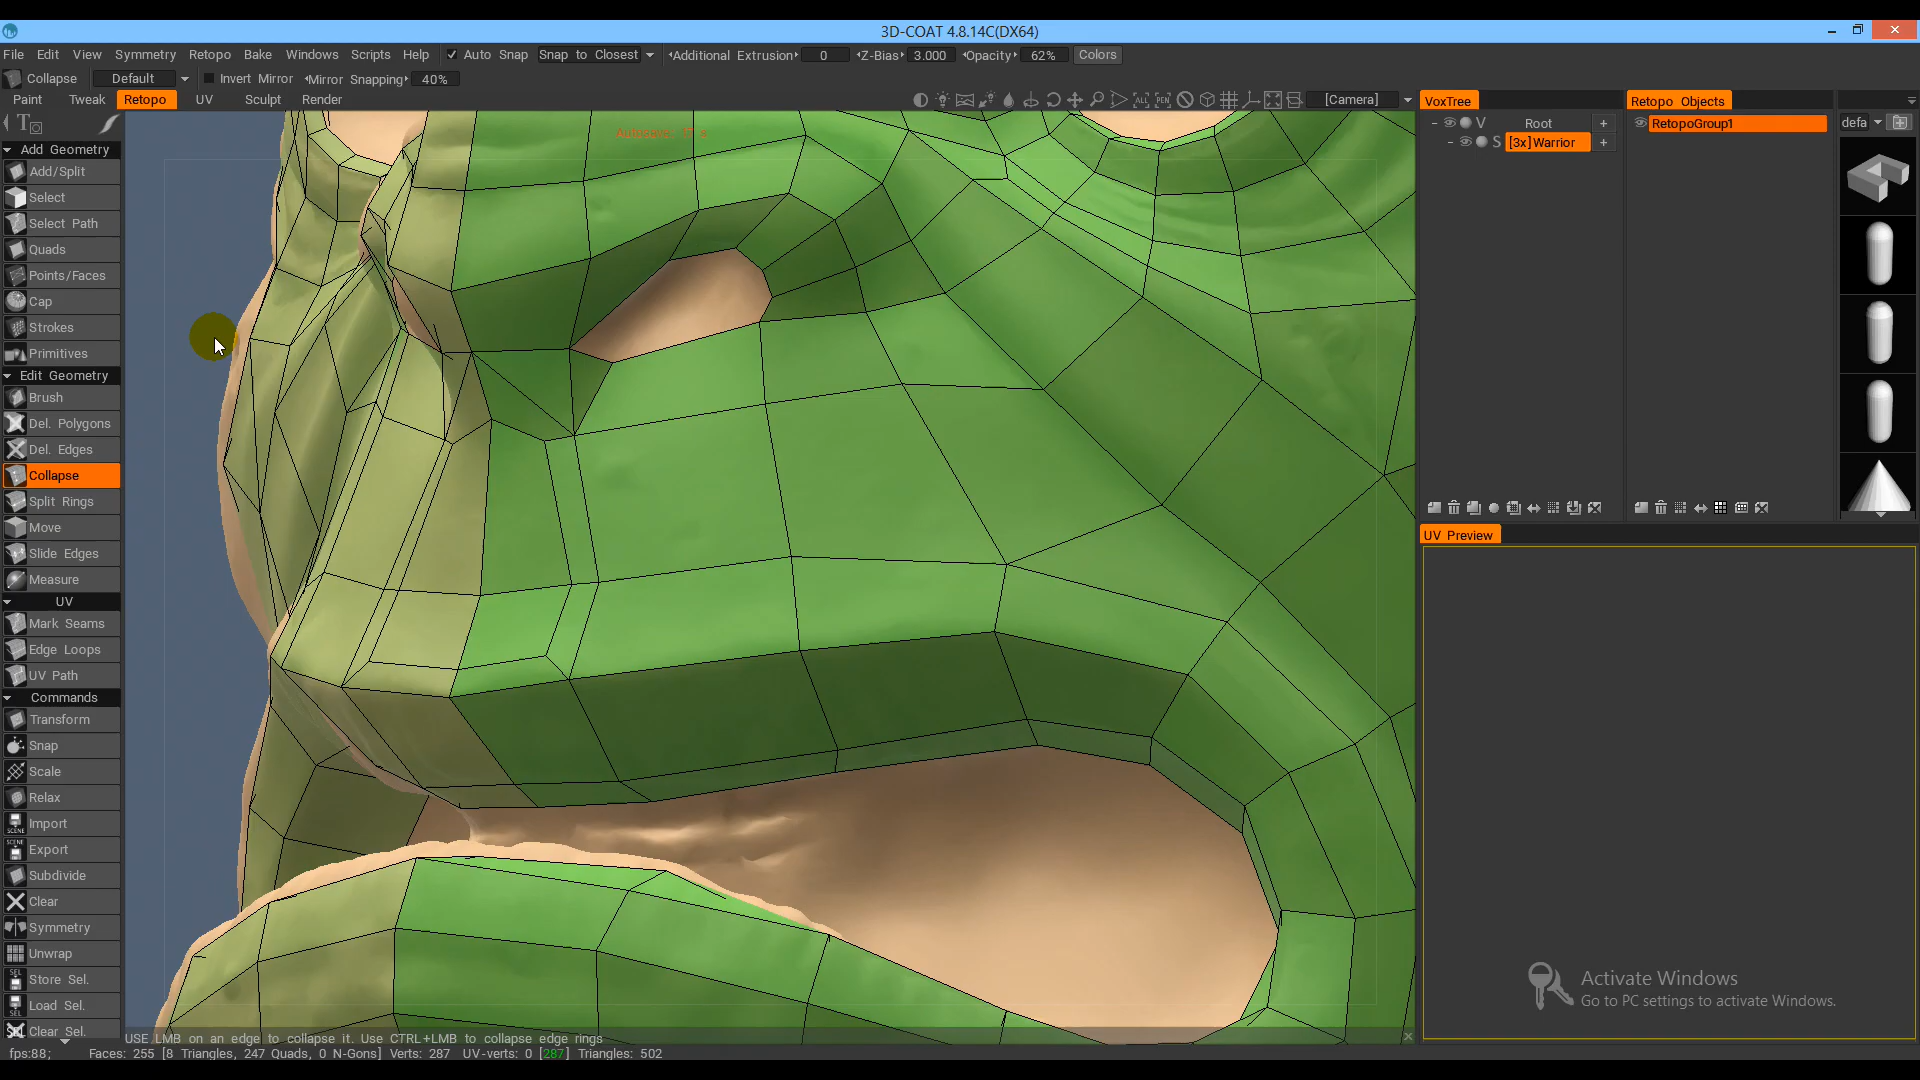 3D-COAT 4.8.14C(DX64)
File Edit View Symmetry Retopo Bake Windows Scripts Help Auto Snap Snap to Closest Additional Extrusion 0 Z-Bias 3.000 Opacity 62% Colors
Collapse Default Invert Mirror Mirror Snapping 40%
Paint Tweak Retopo UV Sculpt Render [Camera] VoxTree Retopo Objects
Add Geometry
Add/Split
Select
Select Path
Quads
Points/Faces
Cap
Strokes
Primitives
Edit Geometry
Brush
Del. Polygons
Del. Edges
Collapse
Split Rings
Move
Slide Edges
Measure
UV
Mark Seams
Edge Loops
UV Path
Commands
Transform
Snap
Scale
Relax
Import
Export
Subdivide
Clear
Symmetry
Unwrap
Store Sel.
Load Sel.
Clear Sel.
V Root +
S [3x]Warrior +
RetopoGroup1
defa
UV Preview
Activate Windows
Go to PC settings to activate Windows.
USE LMB on an edge to collapse it. Use CTRL+LMB to collapse edge rings
fps:88; Faces: 255 [8 Triangles, 247 Quads, 0 N-Gons] Verts: 287 UV-verts: 0 [287] Triangles: 502